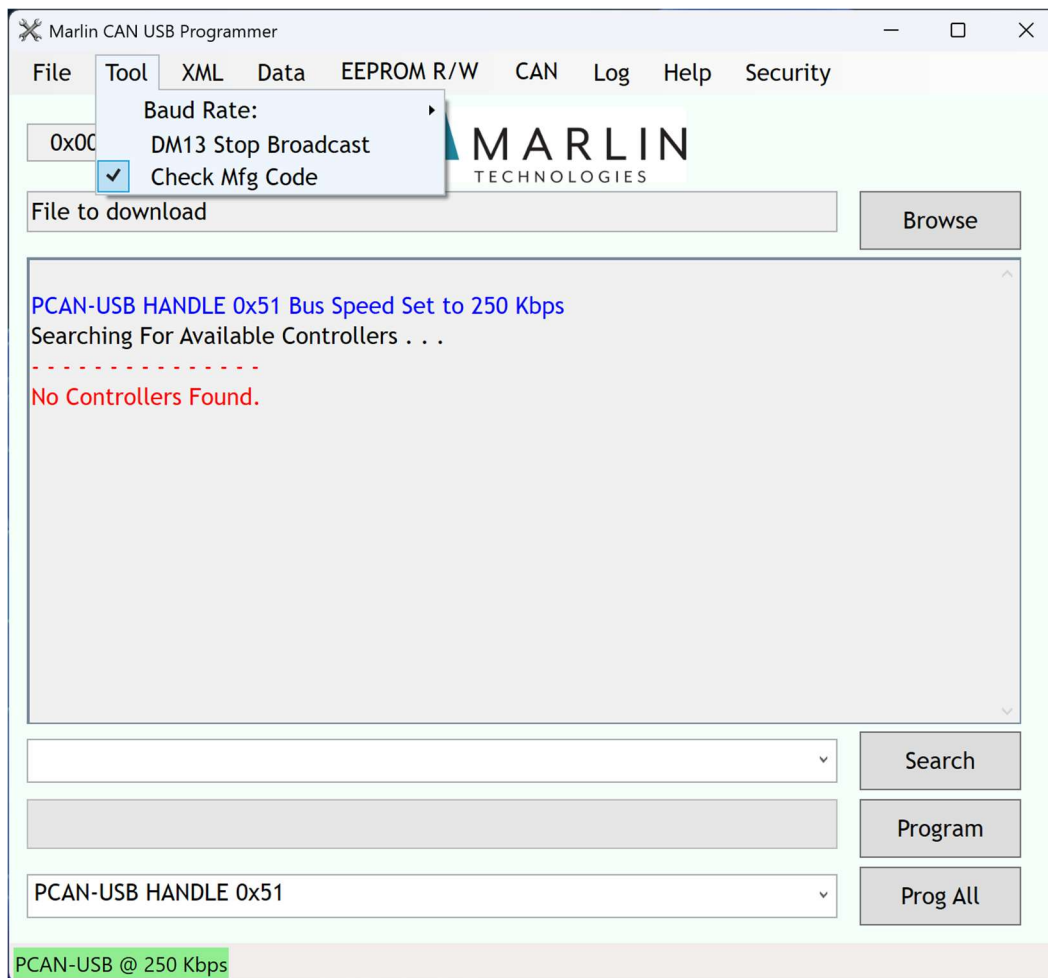 Marlin CAN USB Programmer
File Tool XML Data EEPROM R/W CAN Log Help Security
Baud Rate:
DM13 Stop Broadcast
Check Mfg Code
0x00
MARLIN
TECHNOLOGIES
File to download
Browse
PCAN-USB HANDLE 0x51 Bus Speed Set to 250 Kbps
Searching For Available Controllers . . .
- - - - - - - - - - - - - - -
No Controllers Found.
Search
Program
PCAN-USB HANDLE 0x51
Prog All
PCAN-USB @ 250 Kbps